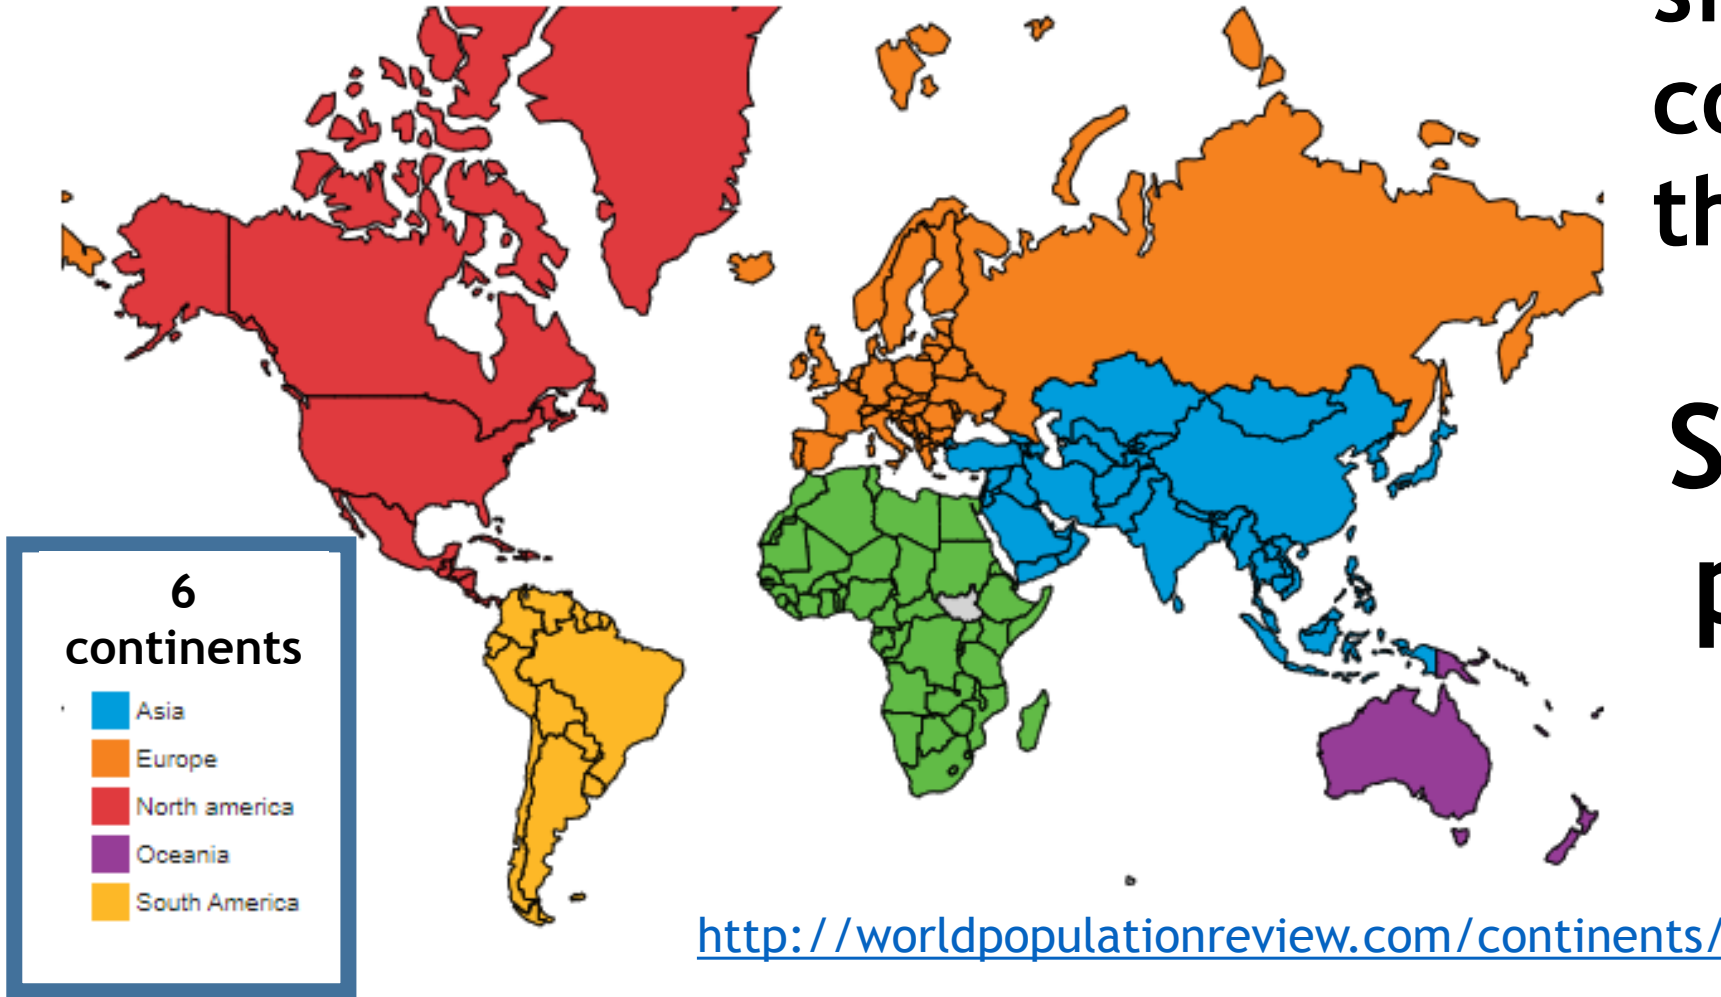 6
continents
Asia
Europe
North america
Oceania
South America
http://worldpopulationreview.com/continents/